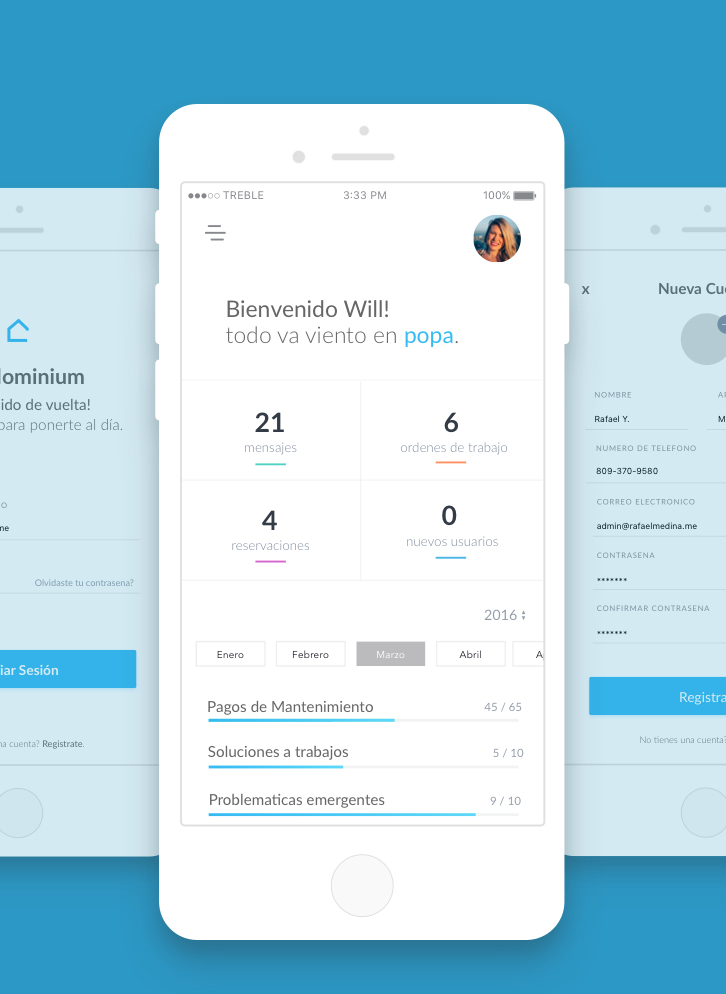 TREBLE 3:33 PM 100%
Bienvenido Will!
todo va viento en popa.
21
mensajes
6
ordenes de trabajo
4
reservaciones
0
nuevos usuarios
2016
Enero Febrero Marzo Abril
Pagos de Mantenimiento 45 / 65
Soluciones a trabajos 5 / 10
Problematicas emergentes 9 / 10
ominium
ido de vuelta!
para ponerte al día.
Olvidaste tu contrasena?
iar Sesión
na cuenta? Registrate.
x Nueva Cu
NOMBRE
Rafael Y.
NUMERO DE TELEFONO
809-370-9580
CORREO ELECTRONICO
admin@rafaelmedina.me
CONTRASENA
*******
CONFIRMAR CONTRASENA
*******
Registra
No tienes una cuenta?